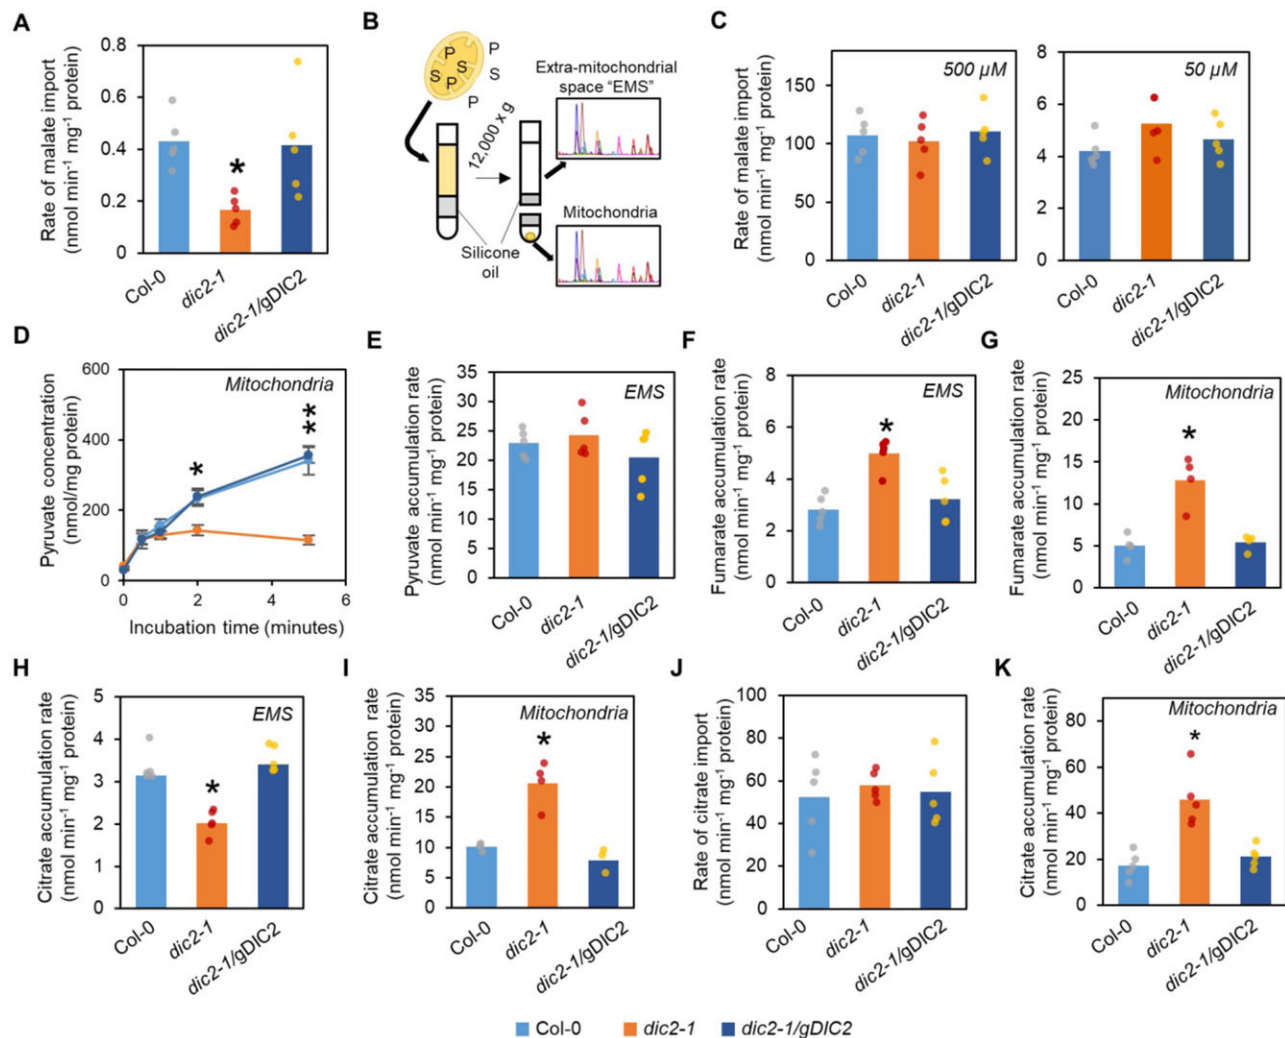 A
Rate of malate import
(nmol min⁻¹ mg⁻¹ protein)
0.8
0.6
0.4
0.2
0
*
Col-0
dic2-1
dic2-1/gDIC2
B
P
S
P
S
P
P
S
P
12,000 x g
Silicone
oil
Extra-mitochondrial
space “EMS”
Mitochondria
C
Rate of malate import
(nmol min⁻¹ mg⁻¹ protein)
150
100
50
0
500 µM
Col-0
dic2-1
dic2-1/gDIC2
8
6
4
2
0
50 µM
Col-0
dic2-1
dic2-1/gDIC2
D
Pyruvate concentration
(nmol/mg protein)
600
400
200
0
Mitochondria
*
*
*
0
2
4
6
Incubation time (minutes)
E
Pyruvate accumulation rate
(nmol min⁻¹ mg⁻¹ protein)
35
30
25
20
15
10
5
0
EMS
Col-0
dic2-1
dic2-1/gDIC2
F
Fumarate accumulation rate
(nmol min⁻¹ mg⁻¹ protein)
8
6
4
2
0
EMS
*
Col-0
dic2-1
dic2-1/gDIC2
G
Fumarate accumulation rate
(nmol min⁻¹ mg⁻¹ protein)
25
20
15
10
5
0
Mitochondria
*
Col-0
dic2-1
dic2-1/gDIC2
H
Citrate accumulation rate
(nmol min⁻¹ mg⁻¹ protein)
5
4
3
2
1
0
EMS
*
Col-0
dic2-1
dic2-1/gDIC2
I
Citrate accumulation rate
(nmol min⁻¹ mg⁻¹ protein)
35
30
25
20
15
10
5
0
Mitochondria
*
Col-0
dic2-1
dic2-1/gDIC2
J
Rate of citrate import
(nmol min⁻¹ mg⁻¹ protein)
100
80
60
40
20
0
Col-0
dic2-1
dic2-1/gDIC2
K
Citrate accumulation rate
(nmol min⁻¹ mg⁻¹ protein)
80
60
40
20
0
Mitochondria
*
Col-0
dic2-1
dic2-1/gDIC2
Col-0
dic2-1
dic2-1/gDIC2